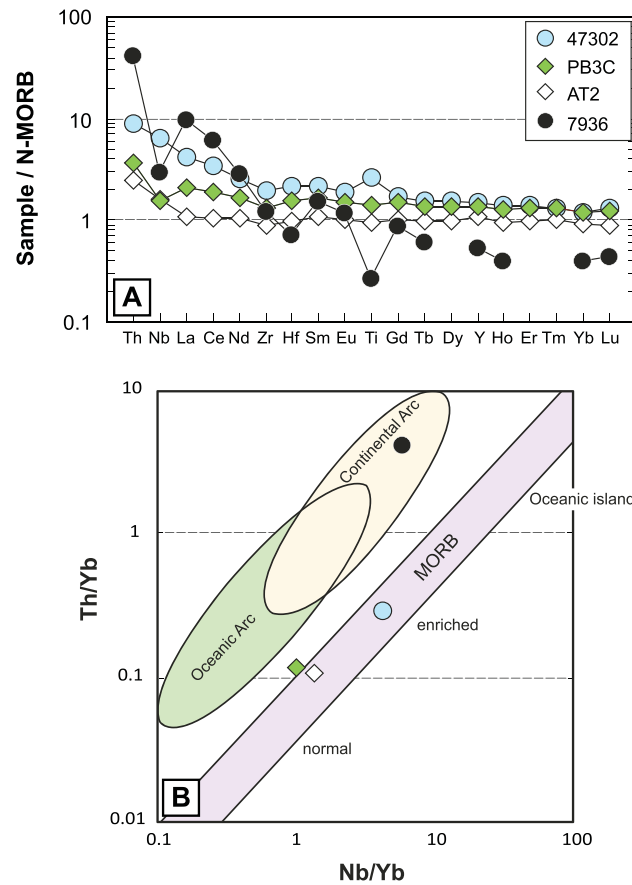 100
10
1
0.1
Sample / N-MORB
47302
PB3C
AT2
7936
A
Th Nb La Ce Nd Zr Hf Sm Eu Ti Gd Tb Dy Y Ho Er Tm Yb Lu
10
1
0.1
0.01
Th/Yb
Continental Arc
Oceanic island
MORB
enriched
Oceanic Arc
normal
B
0.1 1 10 100
Nb/Yb